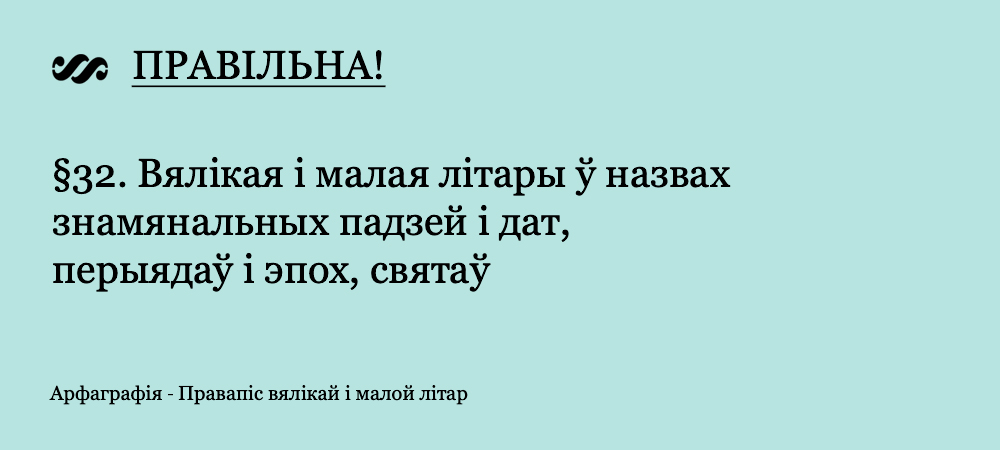 ПРАВІЛЬНА!
§32. Вялікая і малая літары ў назвах
знамянальных падзей і дат,
перыядаў і эпох, святаў
Арфаграфія - Правапіс вялікай і малой літар